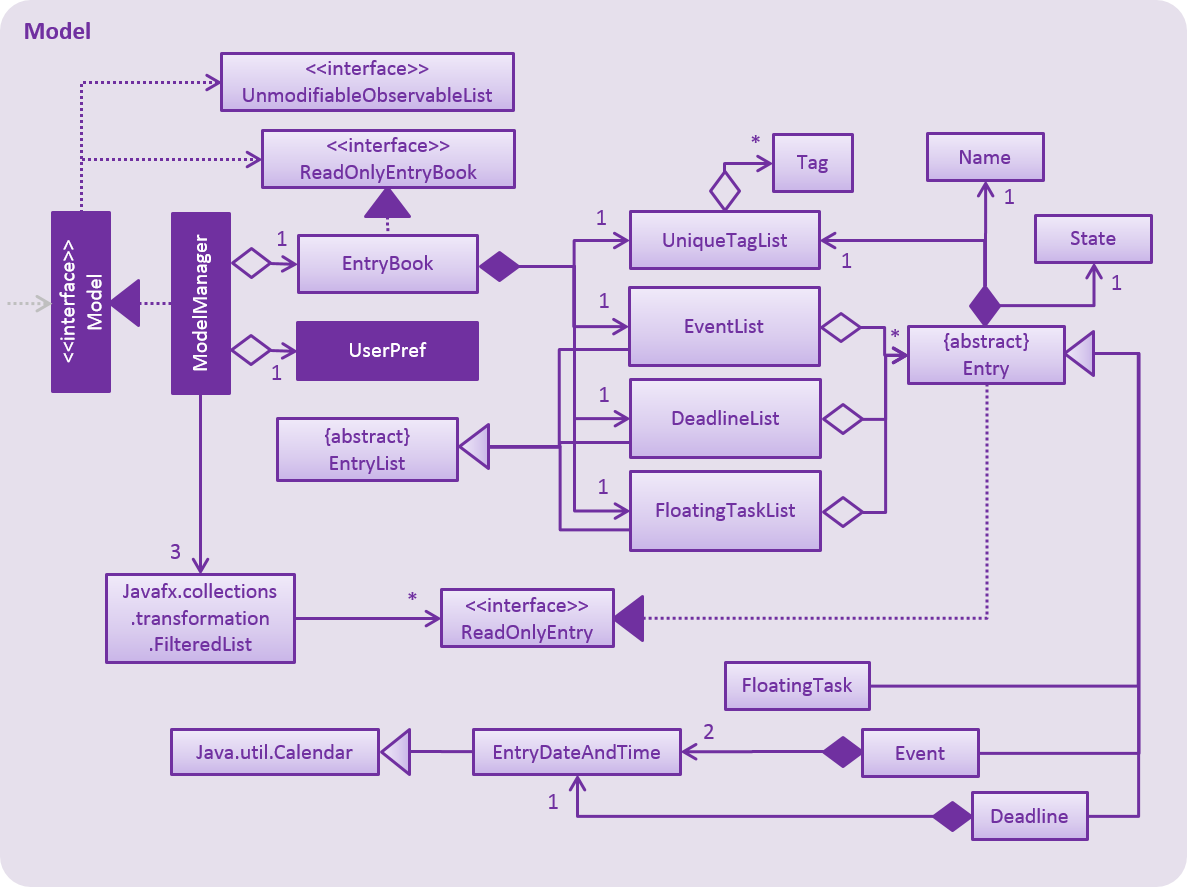 Model
<<interface>>
UnmodifiableObservableList
<<interface>>
ReadOnlyEntryBook
*
Tag
Name
1
State
1
<<interface>>
Model
ModelManager
1
EntryBook
1
UniqueTagList
1
1
UserPref
1
EventList
*
{abstract}
Entry
{abstract}
EntryList
1
DeadlineList
1
FloatingTaskList
3
Javafx.collections
.transformation
.FilteredList
*
<<interface>>
ReadOnlyEntry
FloatingTask
Java.util.Calendar
EntryDateAndTime
2
Event
1
Deadline